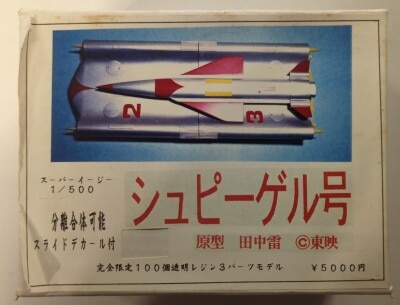 2
3
スーパーイージー
1/500
シュピーゲル号
分離合体可能
スライドデカール付
原型 田中雷 ©東映
完全限定100個透明レジン3パーツモデル
¥5000円